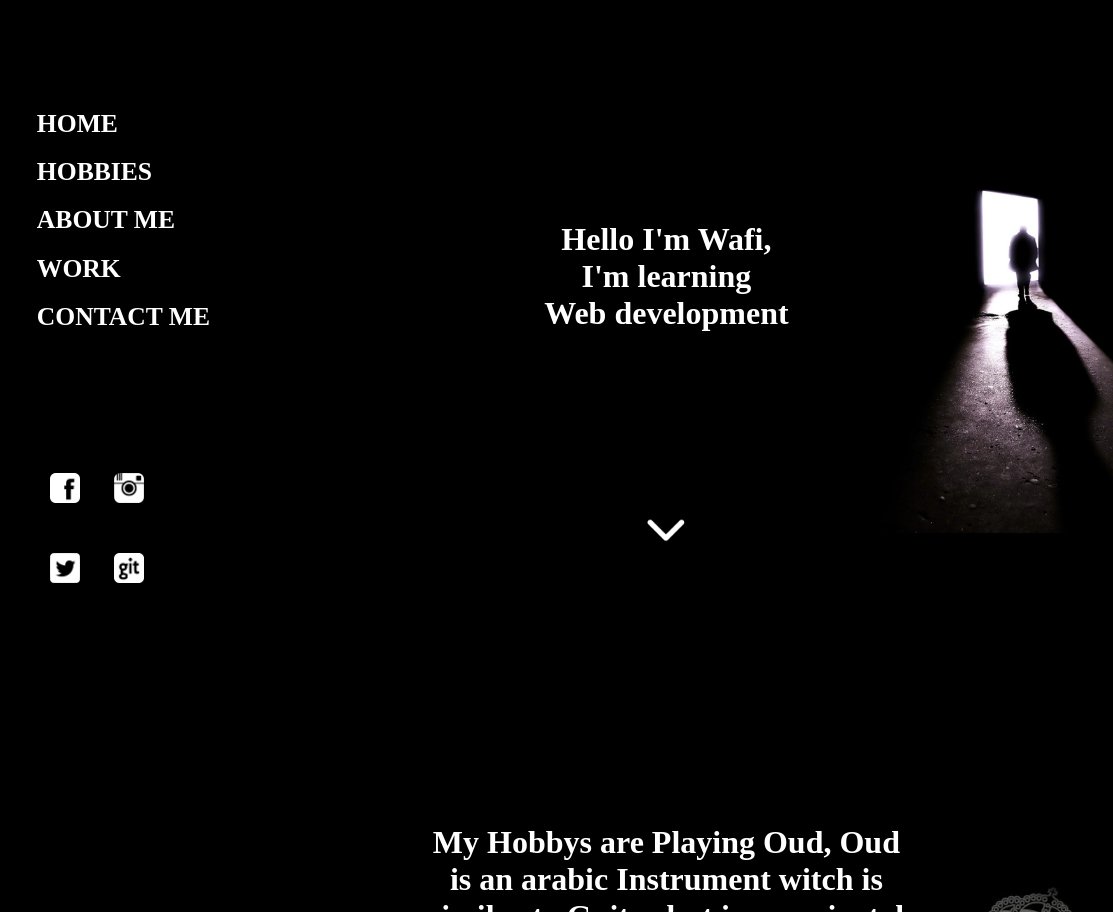 HOME
HOBBIES
ABOUT ME
WORK
CONTACT ME
Hello I'm Wafi,
I'm learning
Web development
git
My Hobbys are Playing Oud, Oud
is an arabic Instrument witch is